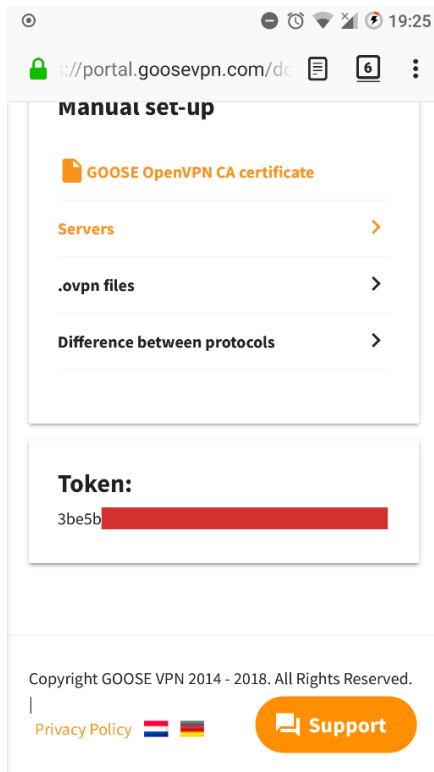 19:25
s://portal.goosevpn.com/do
6
Manual set-up
GOOSE OpenVPN CA certificate
Servers
.ovpn files
Difference between protocols
Token:
3be5b
Copyright GOOSE VPN 2014 - 2018. All Rights Reserved.
|
Privacy Policy
Support